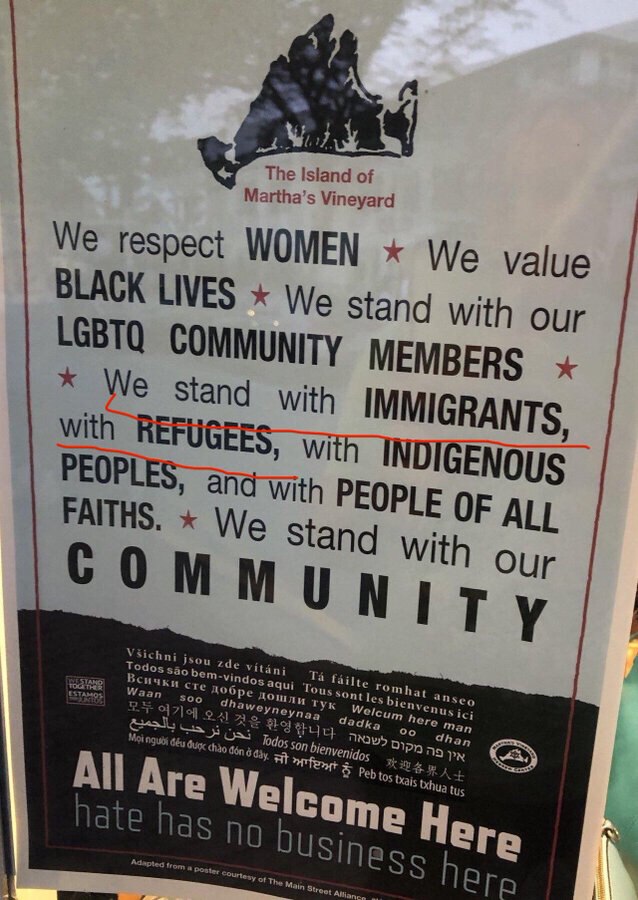 The Island of
Martha's Vineyard
We respect WOMEN ★ We value
BLACK LIVES ★ We stand with our
LGBTQ COMMUNITY MEMBERS ★
★ We stand with IMMIGRANTS,
with REFUGEES, with INDIGENOUS
PEOPLES, and with PEOPLE OF ALL
FAITHS. ★ We stand with our
COMMUNITY
Všichni jsou zde vítáni Tá fáilte romhat anseo
Todos são bem-vindos aqui Tous sont les bienvenus ici
Всички сте добре дошли тук Welcum here man
Waan soo dhaweyneynaa dadka oo dhan
모두 여기에 오신 것을 환영합니다 אין פה מקום לשנאה
نحن نرحب بالجميع Todos son bienvenidos 欢迎各界人士
Mọi người đều được chào đón ở đây. ਜੀ ਆਇਆਂ ਨੂੰ Peb tos txais txhua tus
WE STAND
TOGETHER
ESTAMOS
JUNTOS
All Are Welcome Here
hate has no business here
Adapted from a poster courtesy of The Main Street Alliance,